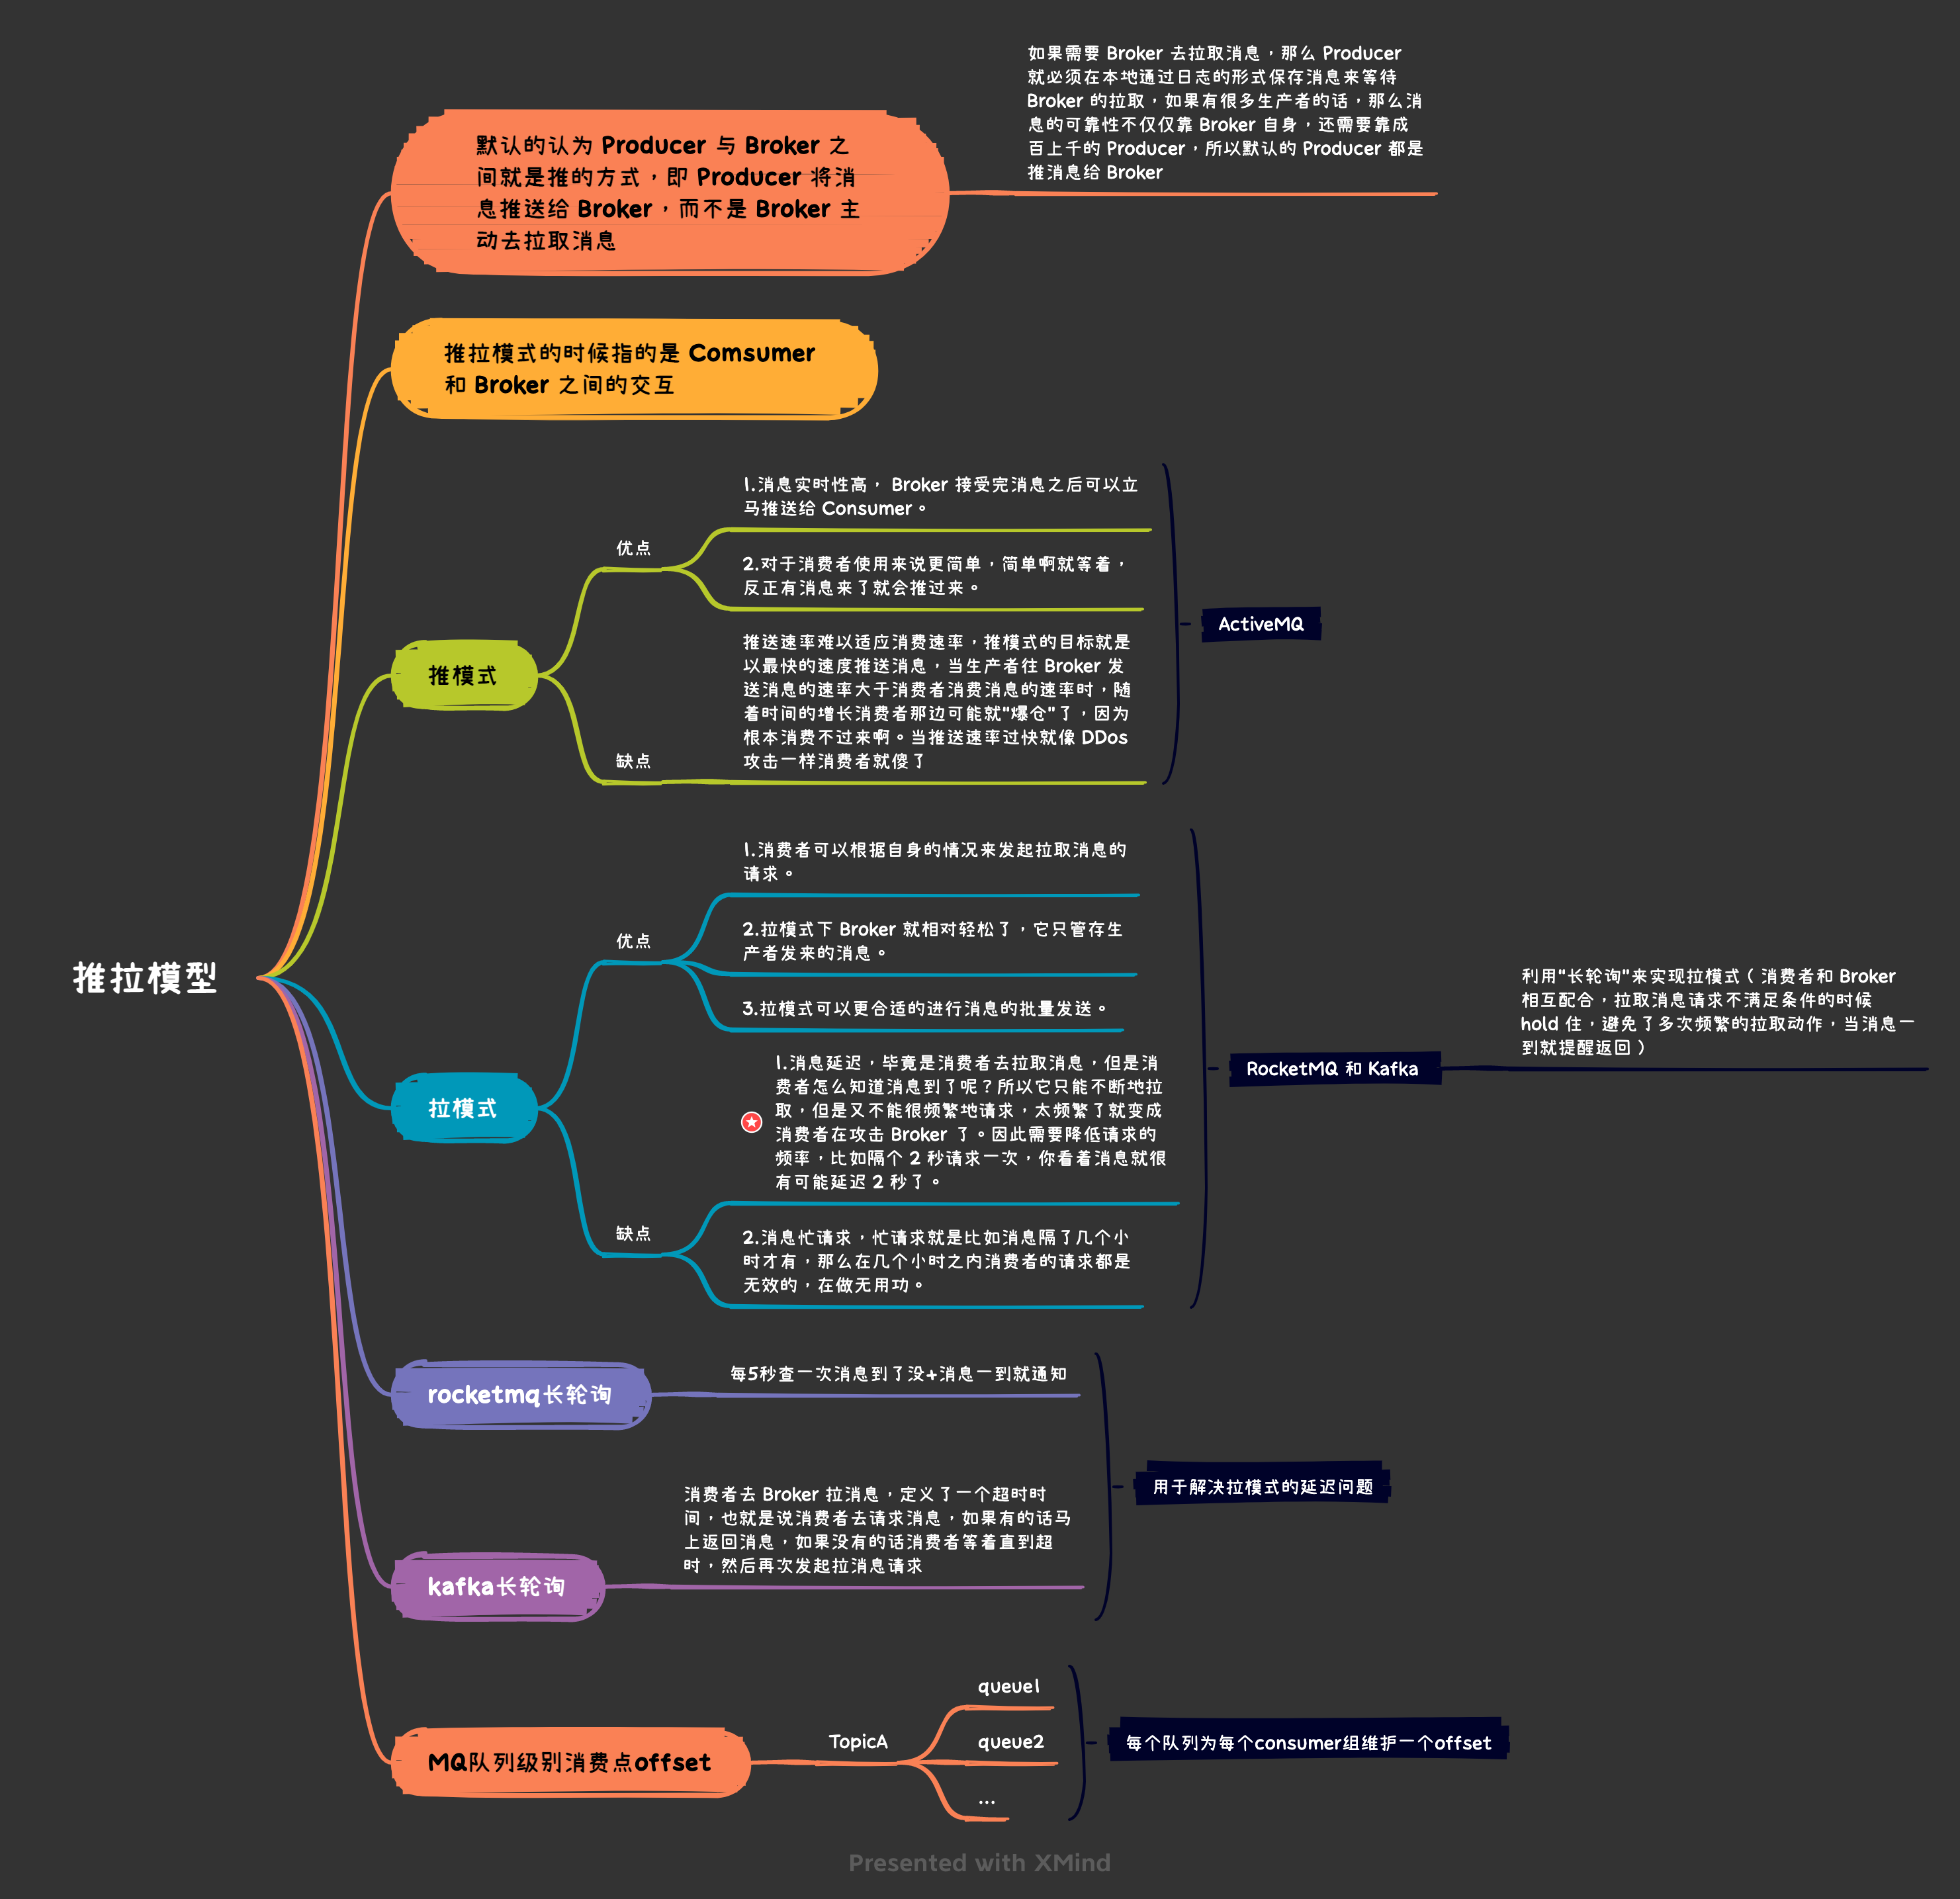 推拉模型
默认的认为 Producer 与 Broker 之
间就是推的方式，即 Producer 将消
息推送给 Broker，而不是 Broker 主
动去拉取消息
如果需要 Broker 去拉取消息，那么 Producer
就必须在本地通过日志的形式保存消息来等待
Broker 的拉取，如果有很多生产者的话，那么消
息的可靠性不仅仅靠 Broker 自身，还需要靠成
百上千的 Producer，所以默认的 Producer 都是
推消息给 Broker
推拉模式的时候指的是 Comsumer
和 Broker 之间的交互
推模式
优点
1.消息实时性高， Broker 接受完消息之后可以立
马推送给 Consumer。
2.对于消费者使用来说更简单，简单啊就等着，
反正有消息来了就会推过来。
缺点
推送速率难以适应消费速率，推模式的目标就是
以最快的速度推送消息，当生产者往 Broker 发
送消息的速率大于消费者消费消息的速率时，随
着时间的增长消费者那边可能就"爆仓"了，因为
根本消费不过来啊。当推送速率过快就像 DDos
攻击一样消费者就傻了
ActiveMQ
拉模式
优点
1.消费者可以根据自身的情况来发起拉取消息的
请求。
2.拉模式下 Broker 就相对轻松了，它只管存生
产者发来的消息。
3.拉模式可以更合适的进行消息的批量发送。
缺点
1.消息延迟，毕竟是消费者去拉取消息，但是消
费者怎么知道消息到了呢？所以它只能不断地拉
取，但是又不能很频繁地请求，太频繁了就变成
消费者在攻击 Broker 了。因此需要降低请求的
频率，比如隔个 2 秒请求一次，你看着消息就很
有可能延迟 2 秒了。
2.消息忙请求，忙请求就是比如消息隔了几个小
时才有，那么在几个小时之内消费者的请求都是
无效的，在做无用功。
RocketMQ 和 Kafka
利用"长轮询"来实现拉模式（ 消费者和 Broker
相互配合，拉取消息请求不满足条件的时候
hold 住，避免了多次频繁的拉取动作，当消息一
到就提醒返回 ）
rocketmq长轮询
每5秒查一次消息到了没+消息一到就通知
kafka长轮询
消费者去 Broker 拉消息，定义了一个超时时
间，也就是说消费者去请求消息，如果有的话马
上返回消息，如果没有的话消费者等着直到超
时，然后再次发起拉消息请求
用于解决拉模式的延迟问题
MQ队列级别消费点offset
TopicA
queue1
queue2
...
每个队列为每个consumer组维护一个offset
Presented with XMind